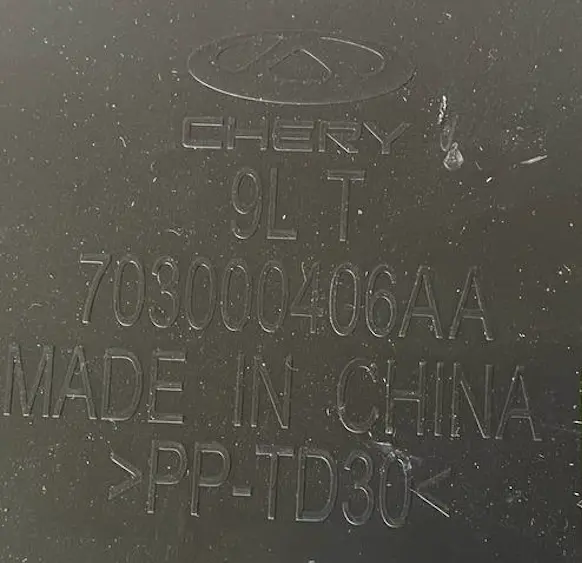 CHERY
9L T
703000406AA
MADE IN CHINA
>PP-TD30<